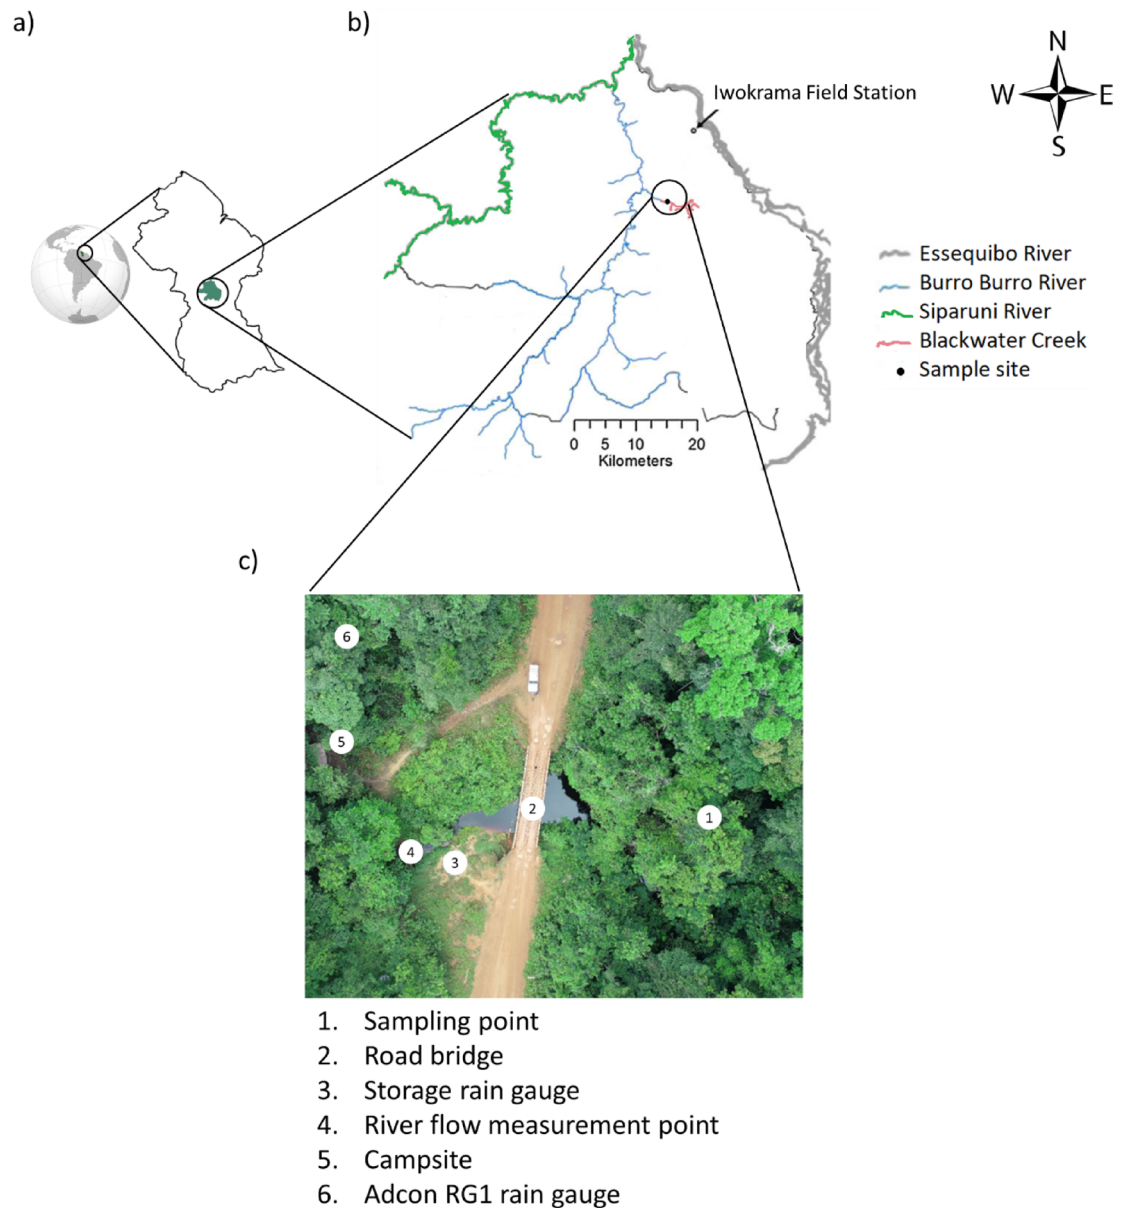 a)
b)
N
W
E
S
Iwokrama Field Station
Essequibo River
Burro Burro River
Siparuni River
Blackwater Creek
Sample site
0 5 10 20
Kilometers
c)
6
5
2
1
4
3
1. Sampling point
2. Road bridge
3. Storage rain gauge
4. River flow measurement point
5. Campsite
6. Adcon RG1 rain gauge